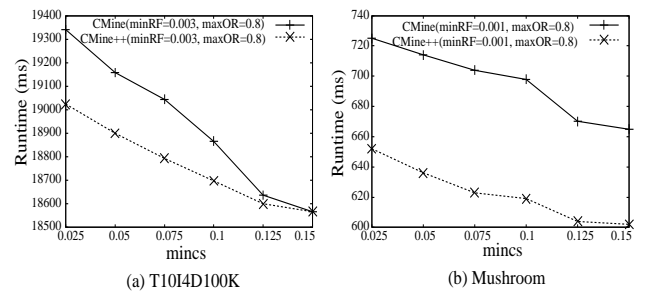 CMine(minRF=0.003, maxOR=0.8)
CMine++(minRF=0.003, maxOR=0.8)
19400
19300
19200
19100
19000
18900
18800
18700
18600
18500
Runtime (ms)
0.025 0.05 0.075 0.1 0.125 0.15
mincs
(a) T10I4D100K
CMine(minRF=0.001, maxOR=0.8)
CMine++(minRF=0.001, maxOR=0.8)
740
720
700
680
660
640
620
600
Runtime (ms)
0.025 0.05 0.075 0.1 0.125 0.15
mincs
(b) Mushroom